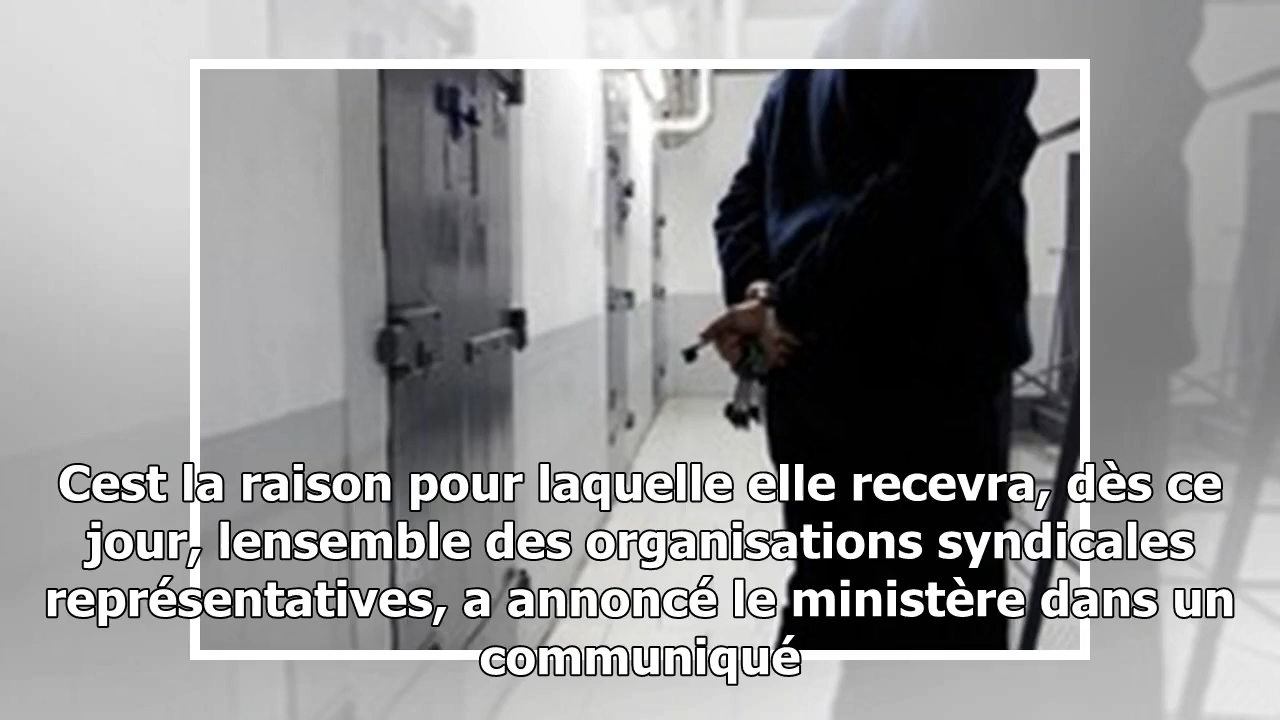 Cest la raison pour laquelle elle recevra, dès ce
jour, lensemble des organisations syndicales
représentatives, a annoncé le ministère dans un
communiqué